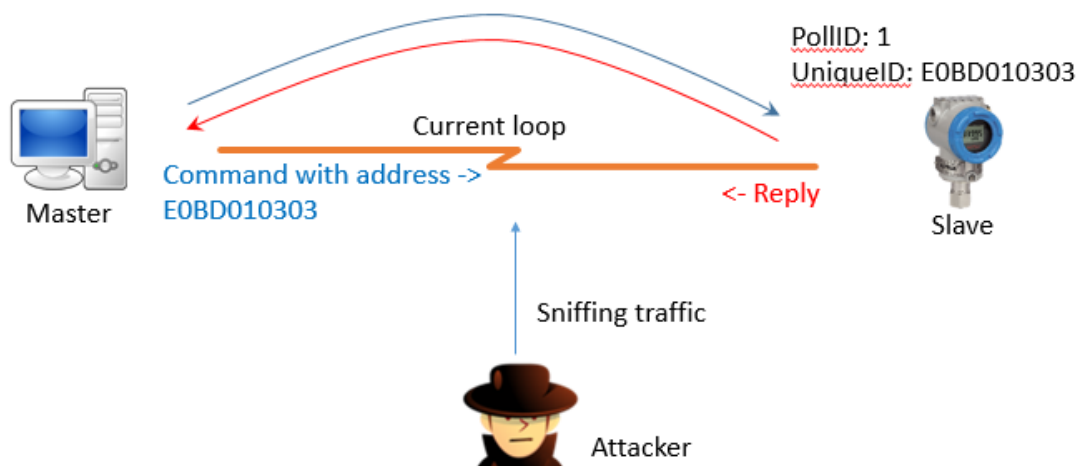 PollID: 1
UniqueID: E0BD010303
Current loop
Command with address ->
E0BD010303
<- Reply
Master
Slave
Sniffing traffic
Attacker